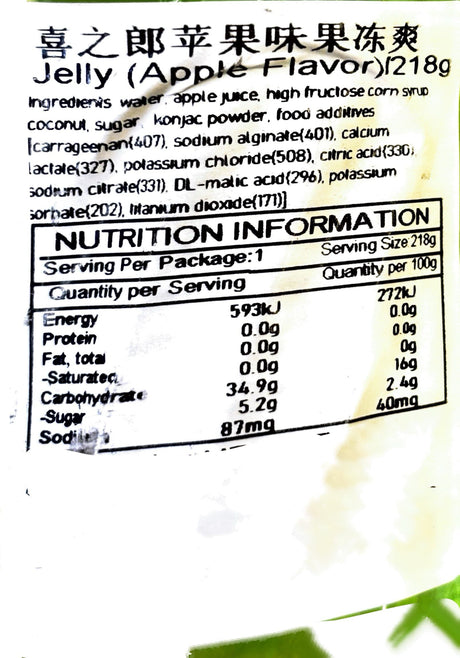 喜之郎苹果味果冻爽
Jelly (Apple Flavor)/218g
Ingredients water, apple juice, high fructose corn syrup
coconut, sugar, konjac powder, food additives
[carrageenan(407), sodium alginate(401), calcium
lactate(327), potassium chloride(508), citric acid(330)
sodium citrate(331), DL-malic acid(296), potassium
sorbate(202), titanium dioxide(171)]
NUTRITION INFORMATION
Serving Per Package:1 Serving Size 218g
Quantity per Serving Quantity per 100g
Energy 593kJ 272kJ
Protein 0.0g 0.0g
Fat, total 0.0g 0.0g
-Saturated 0.0g 0g
Carbohydrate 34.9g 16g
-Sugar 5.2g 2.4g
Sodium 87mg 40mg